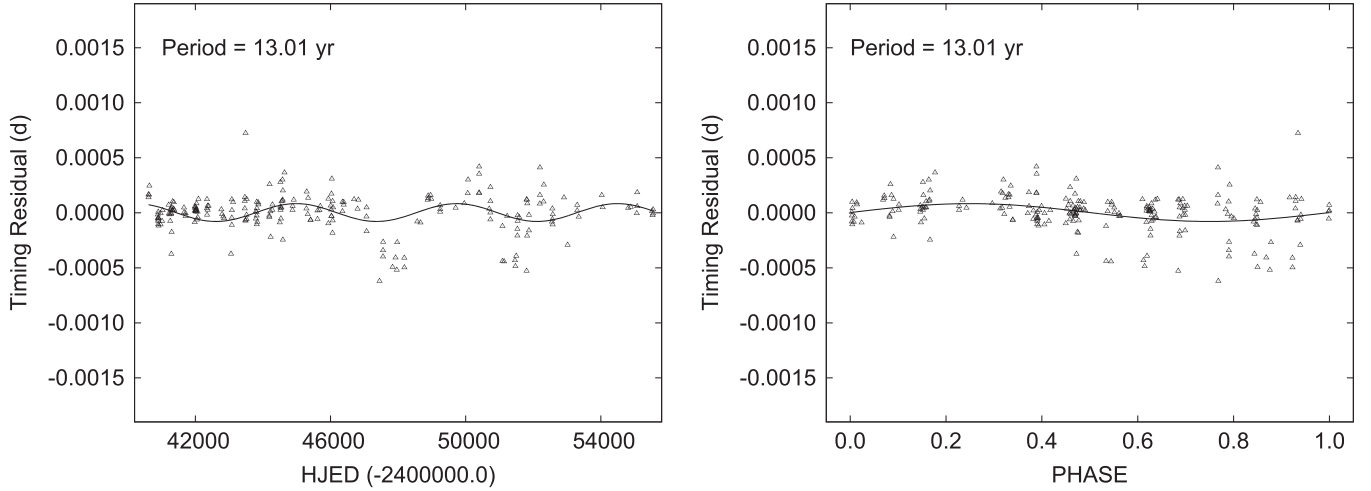 Timing Residual (d)
0.0015
0.0010
0.0005
0.0000
-0.0005
-0.0010
-0.0015
Period = 13.01 yr
42000 46000 50000 54000
HJED (-2400000.0)
Timing Residual (d)
0.0015
0.0010
0.0005
0.0000
-0.0005
-0.0010
-0.0015
Period = 13.01 yr
0.0 0.2 0.4 0.6 0.8 1.0
PHASE